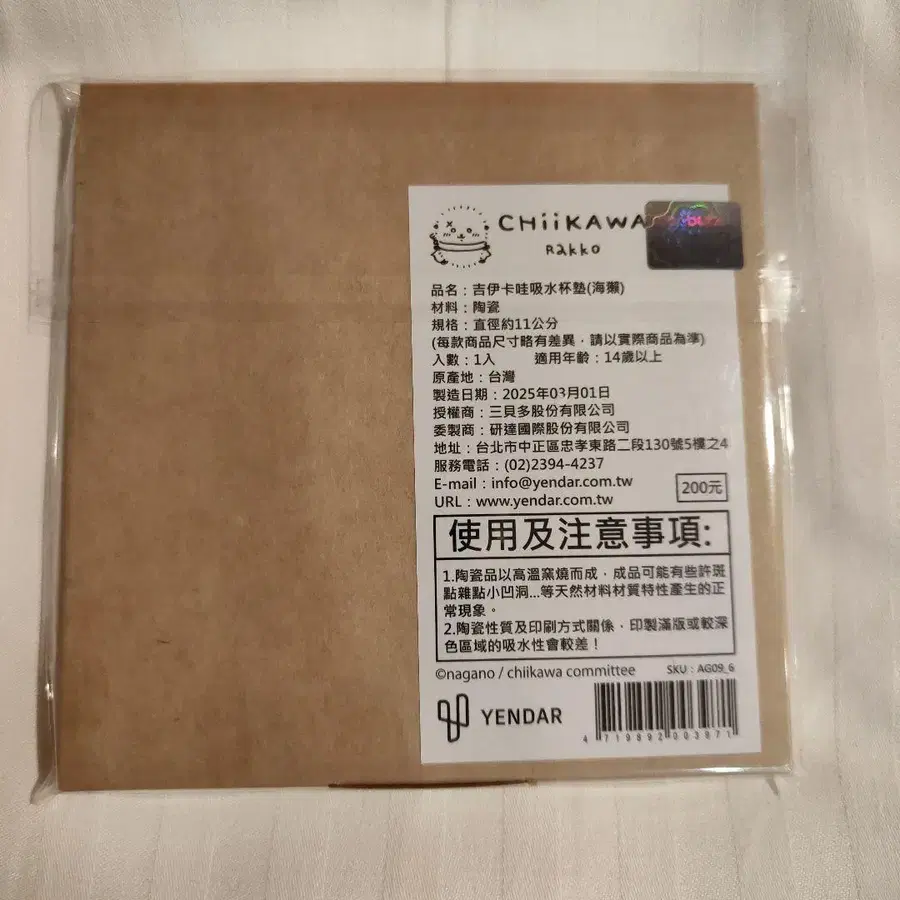 CHiiKAWA
Rakko
品名：吉伊卡哇吸水杯墊(海獺)
材料：陶瓷
規格：直徑約11公分
(每款商品尺寸略有差異，請以實際商品為準)
入數：1入 適用年齡：14歲以上
原產地：台灣
製造日期：2025年03月01日
授權商：三貝多股份有限公司
委製商：研達國際股份有限公司
地址：台北市中正區忠孝東路二段130號5樓之4
服務電話：(02)2394-4237
E-mail：info@yendar.com.tw
URL：www.yendar.com.tw
200元
使用及注意事項:
1.陶瓷品以高溫窯燒而成，成品可能有些許斑
點雜點小凹洞...等天然材料材質特性產生的正
常現象。
2.陶瓷性質及印刷方式關係，印製滿版或較深
色區域的吸水性會較差！
©nagano / chiikawa committee
SKU：AG09_6
YENDAR
4 719892 003971